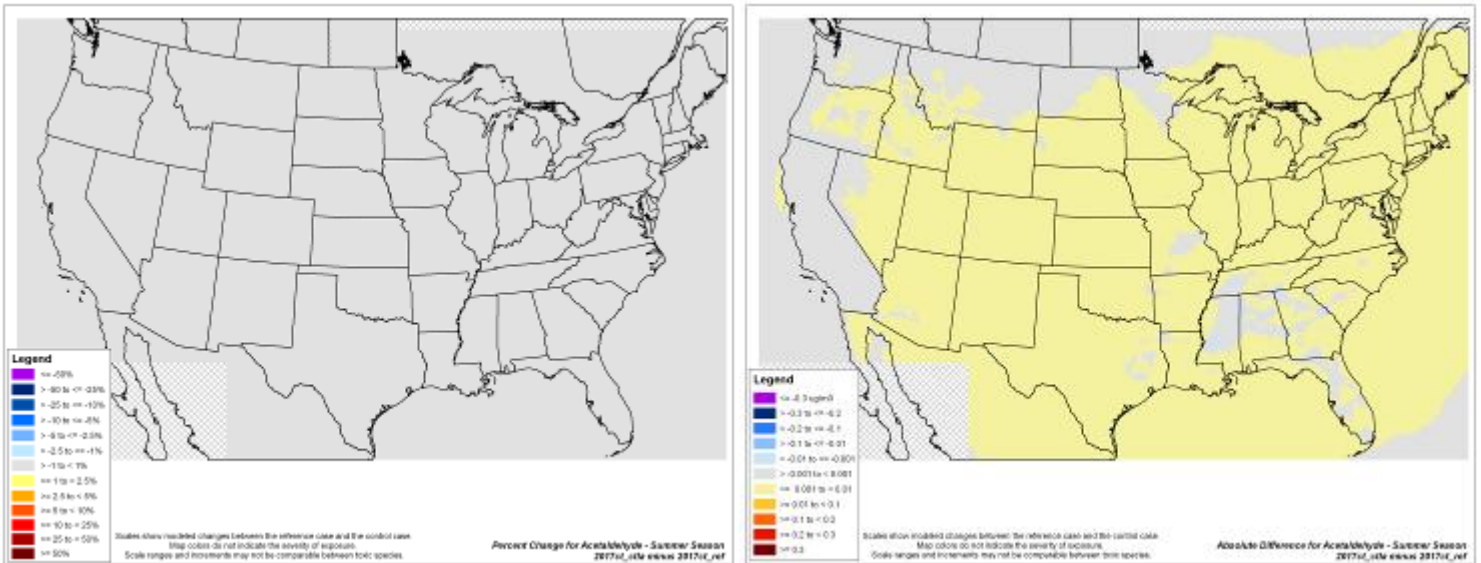 Legend
<= -50%
> -50 to <= -25%
> -25 to <= -10%
> -10 to <= -5%
> -5 to <= -2.5%
> -2.5 to <= -1%
> -1 to < 1%
>= 1 to < 2.5%
>= 2.5 to < 5%
>= 5 to < 10%
>= 10 to < 25%
>= 25 to < 50%
>= 50%
Scales show modeled changes between the reference case and the control case.
Map colors do not indicate the severity of exposure.
Scale ranges and increments may not be comparable between toxic species.
Percent Change for Acetaldehyde - Summer Season
2017ct_ctla minus 2017ct_ref
Legend
<= -0.3 ug/m3
> -0.3 to <= -0.2
> -0.2 to <= -0.1
> -0.1 to <= -0.01
> -0.01 to <= -0.001
> -0.001 to < 0.001
>= 0.001 to < 0.01
>= 0.01 to < 0.1
>= 0.1 to < 0.2
>= 0.2 to < 0.3
>= 0.3
Scales show modeled changes between the reference case and the control case.
Map colors do not indicate the severity of exposure.
Scale ranges and increments may not be comparable between toxic species.
Absolute Difference for Acetaldehyde - Summer Season
2017ct_ctla minus 2017ct_ref